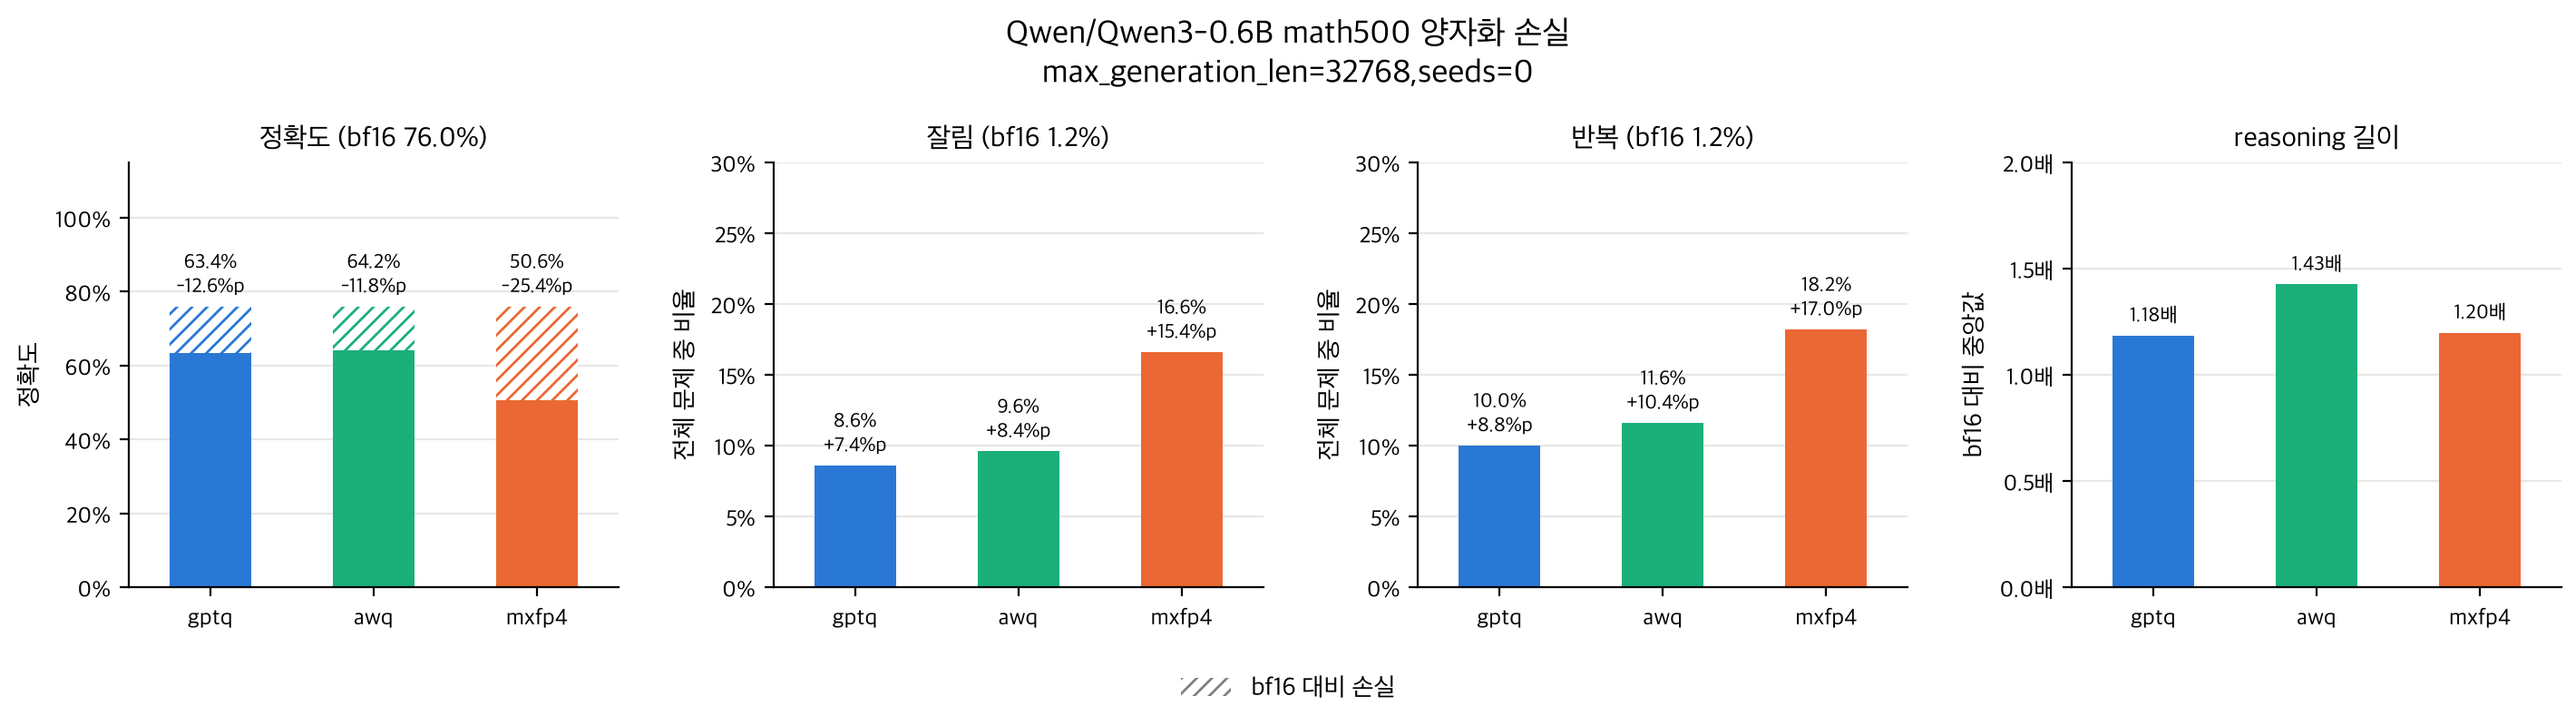 Qwen/Qwen3-0.6B math500 양자화 손실
max_generation_len=32768,seeds=0
정확도 (bf16 76.0%)
정확도
100%
80%
60%
40%
20%
0%
63.4%
-12.6%p
64.2%
-11.8%p
50.6%
-25.4%p
gptq
awq
mxfp4
잘림 (bf16 1.2%)
전체 문제 중 비율
30%
25%
20%
15%
10%
5%
0%
8.6%
+7.4%p
9.6%
+8.4%p
16.6%
+15.4%p
gptq
awq
mxfp4
반복 (bf16 1.2%)
전체 문제 중 비율
30%
25%
20%
15%
10%
5%
0%
10.0%
+8.8%p
11.6%
+10.4%p
18.2%
+17.0%p
gptq
awq
mxfp4
reasoning 길이
bf16 대비 중앙값
2.0배
1.5배
1.0배
0.5배
0.0배
1.18배
1.43배
1.20배
gptq
awq
mxfp4
bf16 대비 손실